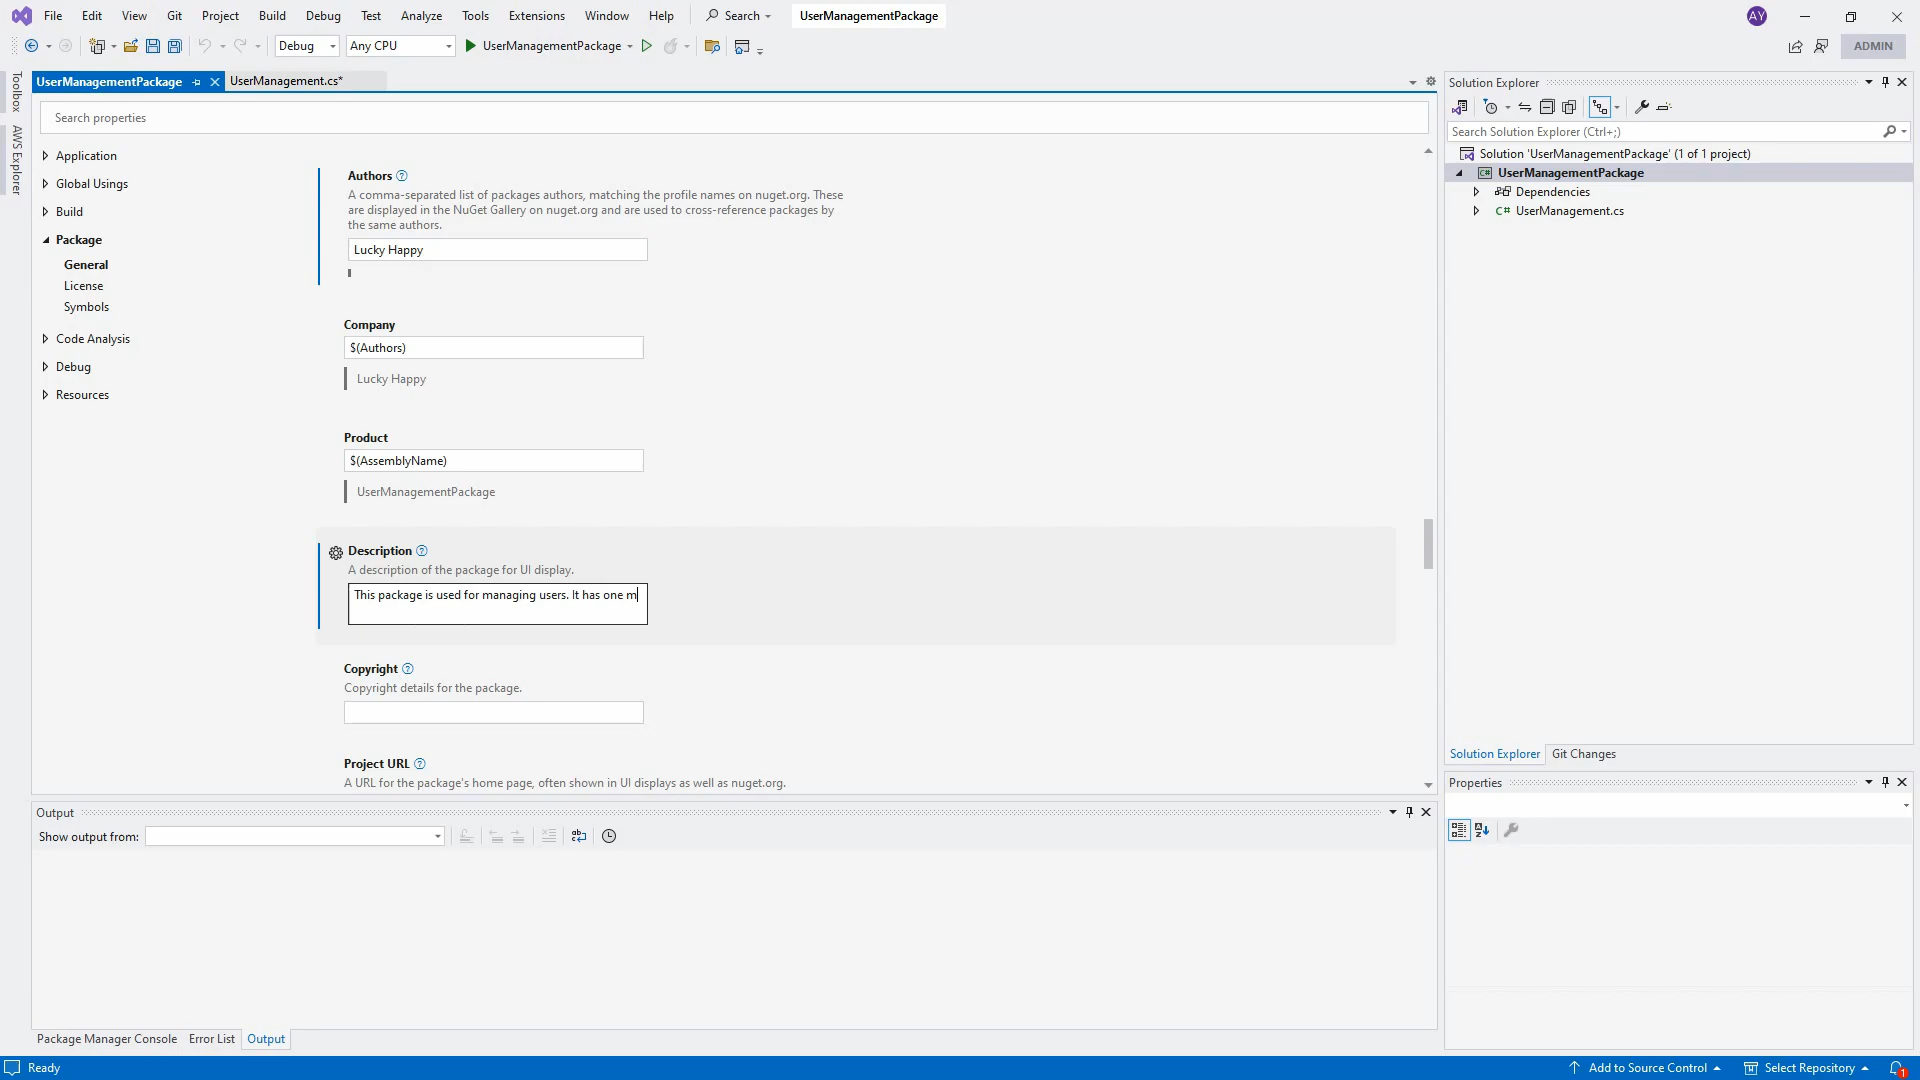 File Edit View Git Project Build Debug Test Analyze Tools Extensions Window Help Search UserManagementPackage AY
Debug Any CPU UserManagementPackage ADMIN
Toolbox
AWS Explorer
UserManagementPackage UserManagement.cs*
Search properties
Application
Global Usings
Build
Package
General
License
Symbols
Code Analysis
Debug
Resources
Authors
A comma-separated list of packages authors, matching the profile names on nuget.org. These
are displayed in the NuGet Gallery on nuget.org and are used to cross-reference packages by
the same authors.
Lucky Happy
Company
$(Authors)
Lucky Happy
Product
$(AssemblyName)
UserManagementPackage
Description
A description of the package for UI display.
This package is used for managing users. It has one m
Copyright
Copyright details for the package.
Project URL
A URL for the package's home page, often shown in UI displays as well as nuget.org.
Output
Show output from:
Package Manager Console Error List Output
Solution Explorer
Search Solution Explorer (Ctrl+;)
Solution 'UserManagementPackage' (1 of 1 project)
C# UserManagementPackage
Dependencies
C# UserManagement.cs
Solution Explorer Git Changes
Properties
Ready Add to Source Control Select Repository 1